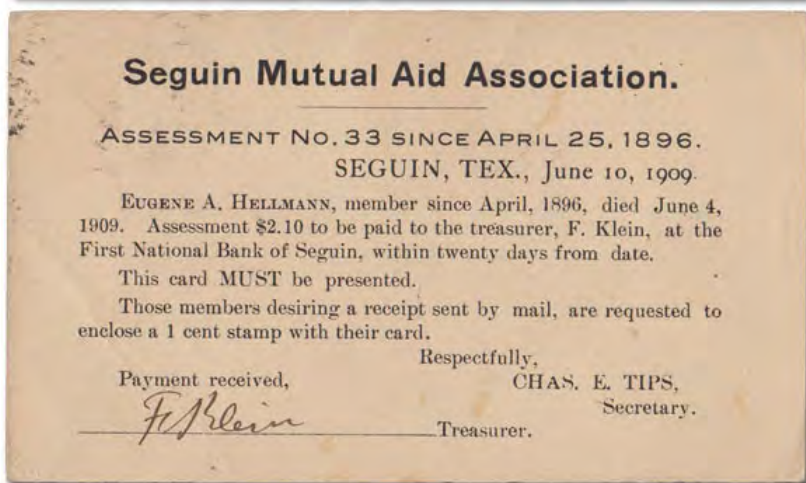 Seguin Mutual Aid Association.
ASSESSMENT NO. 33 SINCE APRIL 25, 1896.
SEGUIN, TEX., June 10, 1909.
EUGENE A. HELLMANN, member since April, 1896, died June 4,
1909. Assessment $2.10 to be paid to the treasurer, F. Klein, at the
First National Bank of Seguin, within twenty days from date.
This card MUST be presented.
Those members desiring a receipt sent by mail, are requested to
enclose a 1 cent stamp with their card.
Respectfully,
Payment received, CHAS. E. TIPS,
Secretary.
F. Klein
Treasurer.